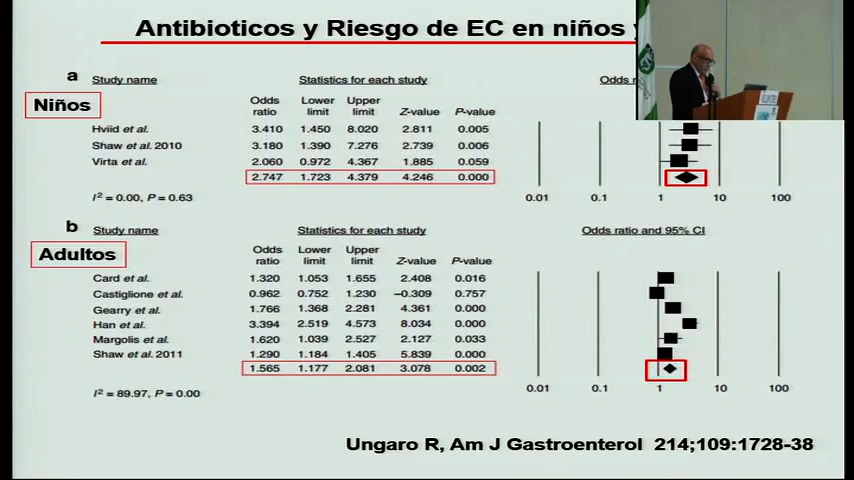 Antibioticos y Riesgo de EC en niños y
a
Study name Statistics for each study Odds
Niños
Odds ratio Lower limit Upper limit Z-value P-value
Hviid et al. 3.410 1.450 8.020 2.811 0.005
Shaw et al. 2010 3.180 1.390 7.276 2.739 0.006
Virta et al. 2.060 0.972 4.367 1.885 0.059
2.747 1.723 4.379 4.246 0.000
I² = 0.00, P = 0.63
0.01 0.1 1 10 100
b
Study name Statistics for each study Odds ratio and 95% CI
Adultos
Odds ratio Lower limit Upper limit Z-value P-value
Card et al. 1.320 1.053 1.655 2.408 0.016
Castiglione et al. 0.962 0.752 1.230 –0.309 0.757
Gearry et al. 1.766 1.368 2.281 4.361 0.000
Han et al. 3.394 2.519 4.573 8.034 0.000
Margolis et al. 1.620 1.039 2.527 2.127 0.033
Shaw et al. 2011 1.290 1.184 1.405 5.839 0.000
1.565 1.177 2.081 3.078 0.002
I² = 89.97, P = 0.00
0.01 0.1 1 10 100
Ungaro R, Am J Gastroenterol 214;109:1728-38